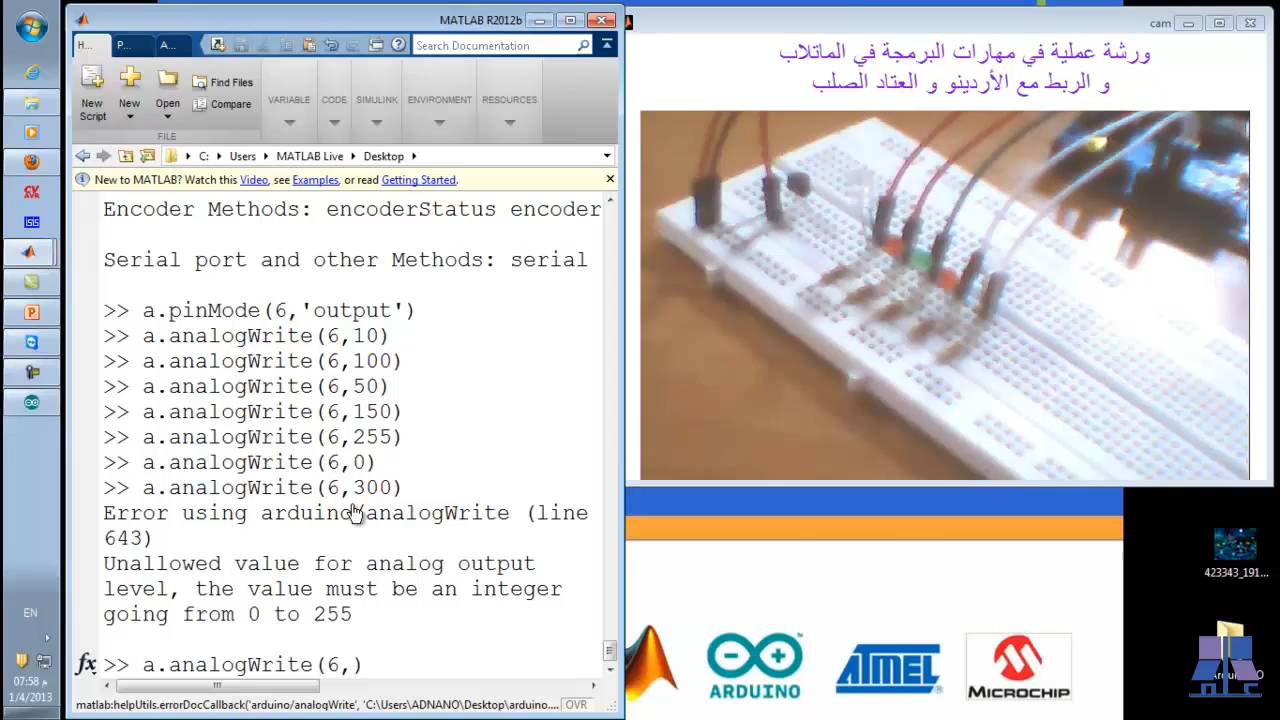 MATLAB R2012b
H...
P...
A...
Search Documentation
New Script
New
Open
Find Files
Compare
FILE
VARIABLE
CODE
SIMULINK
ENVIRONMENT
RESOURCES
C: Users MATLAB Live Desktop
New to MATLAB? Watch this Video, see Examples, or read Getting Started.
Encoder Methods: encoderStatus encoder
Serial port and other Methods: serial
>> a.pinMode(6,'output')
>> a.analogWrite(6,10)
>> a.analogWrite(6,100)
>> a.analogWrite(6,50)
>> a.analogWrite(6,150)
>> a.analogWrite(6,255)
>> a.analogWrite(6,0)
>> a.analogWrite(6,300)
Error using arduino/analogWrite (line
643)
Unallowed value for analog output
level, the value must be an integer
going from 0 to 255
fx >> a.analogWrite(6,)
matlab:helpUtils.errorDocCallback('arduino/analogWrite', 'C:\Users\ADNANO\Desktop\arduino....
OVR
cam
ورشة عملية في مهارات البرمجة في الماتلاب
و الربط مع الأردينو و العتاد الصلب
ARDUINO
ATMEL
MICROCHIP
423343_191...
EN
07:58 م
1/4/2013
ISIS